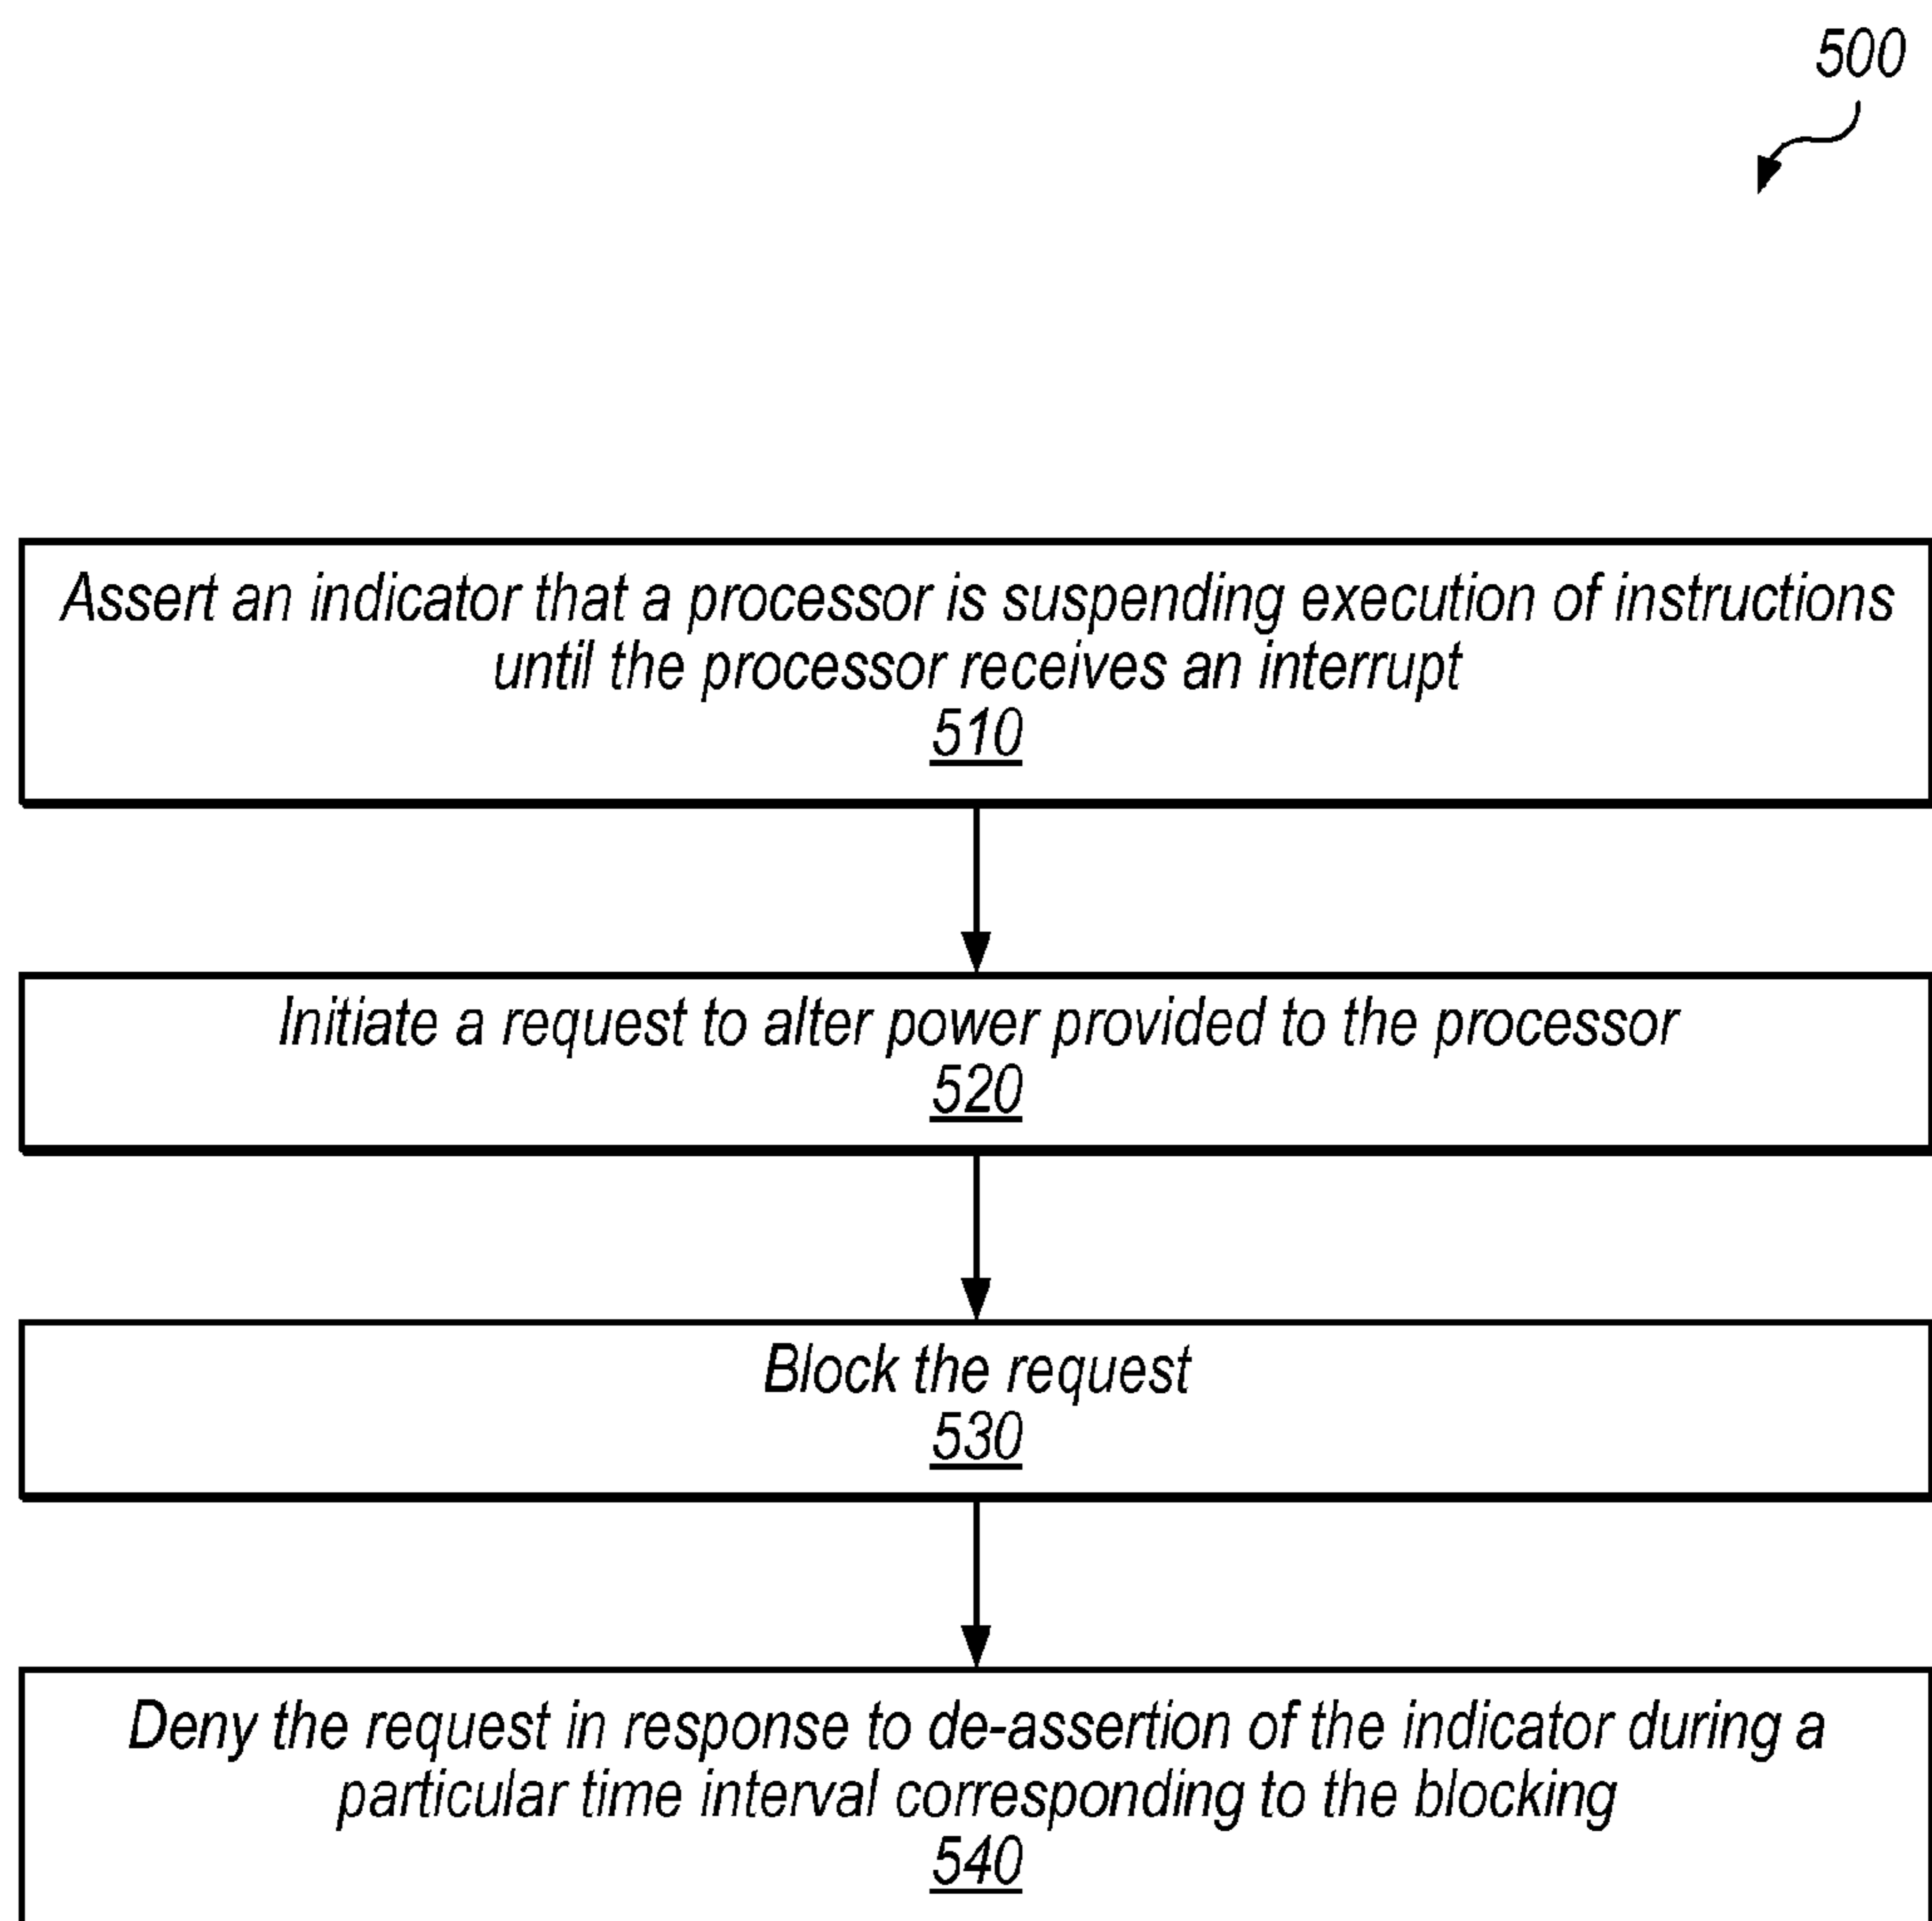 500
Assert an indicator that a processor is suspending execution of instructions
until the processor receives an interrupt
510
Initiate a request to alter power provided to the processor
520
Block the request
530
Deny the request in response to de-assertion of the indicator during a
particular time interval corresponding to the blocking
540